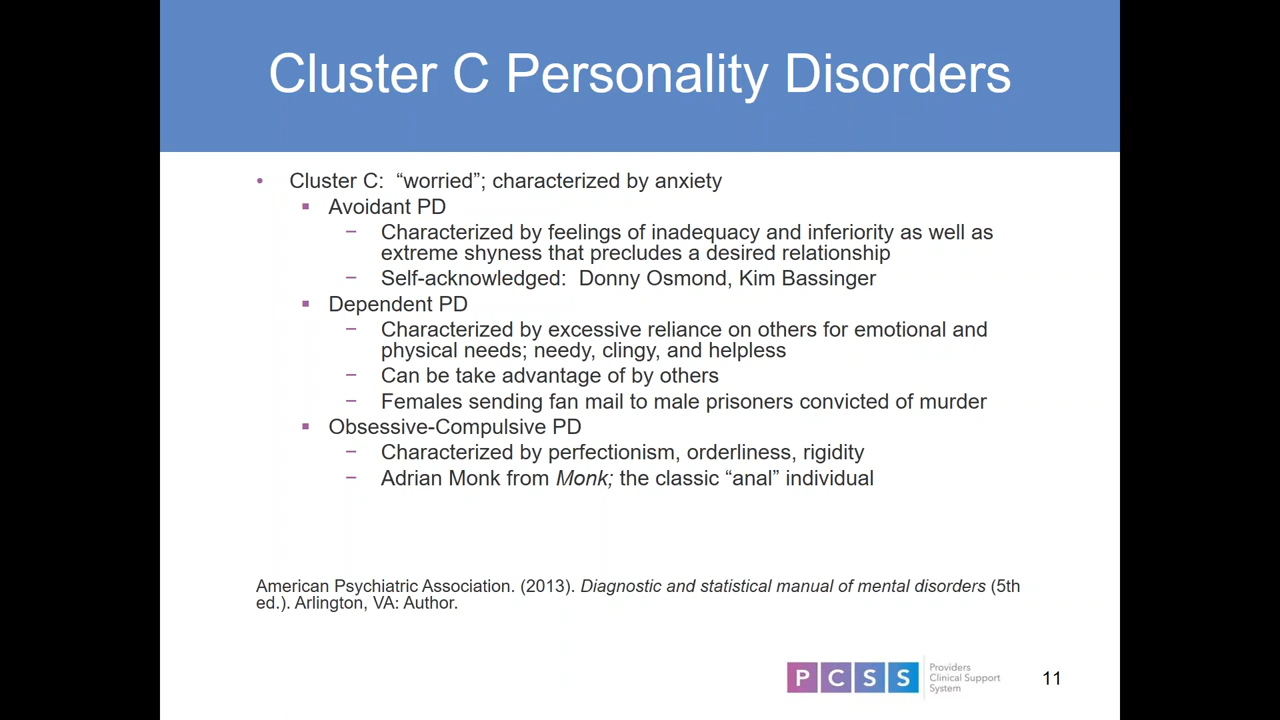 Cluster C Personality Disorders
• Cluster C:  “worried”; characterized by anxiety
▪ Avoidant PD
− Characterized by feelings of inadequacy and inferiority as well as
extreme shyness that precludes a desired relationship
− Self-acknowledged:  Donny Osmond, Kim Bassinger
▪ Dependent PD
− Characterized by excessive reliance on others for emotional and
physical needs; needy, clingy, and helpless
− Can be take advantage of by others
− Females sending fan mail to male prisoners convicted of murder
▪ Obsessive-Compulsive PD
− Characterized by perfectionism, orderliness, rigidity
− Adrian Monk from Monk; the classic “anal” individual
American Psychiatric Association. (2013). Diagnostic and statistical manual of mental disorders (5th
ed.). Arlington, VA: Author.
PCSS
Providers
Clinical Support
System
11